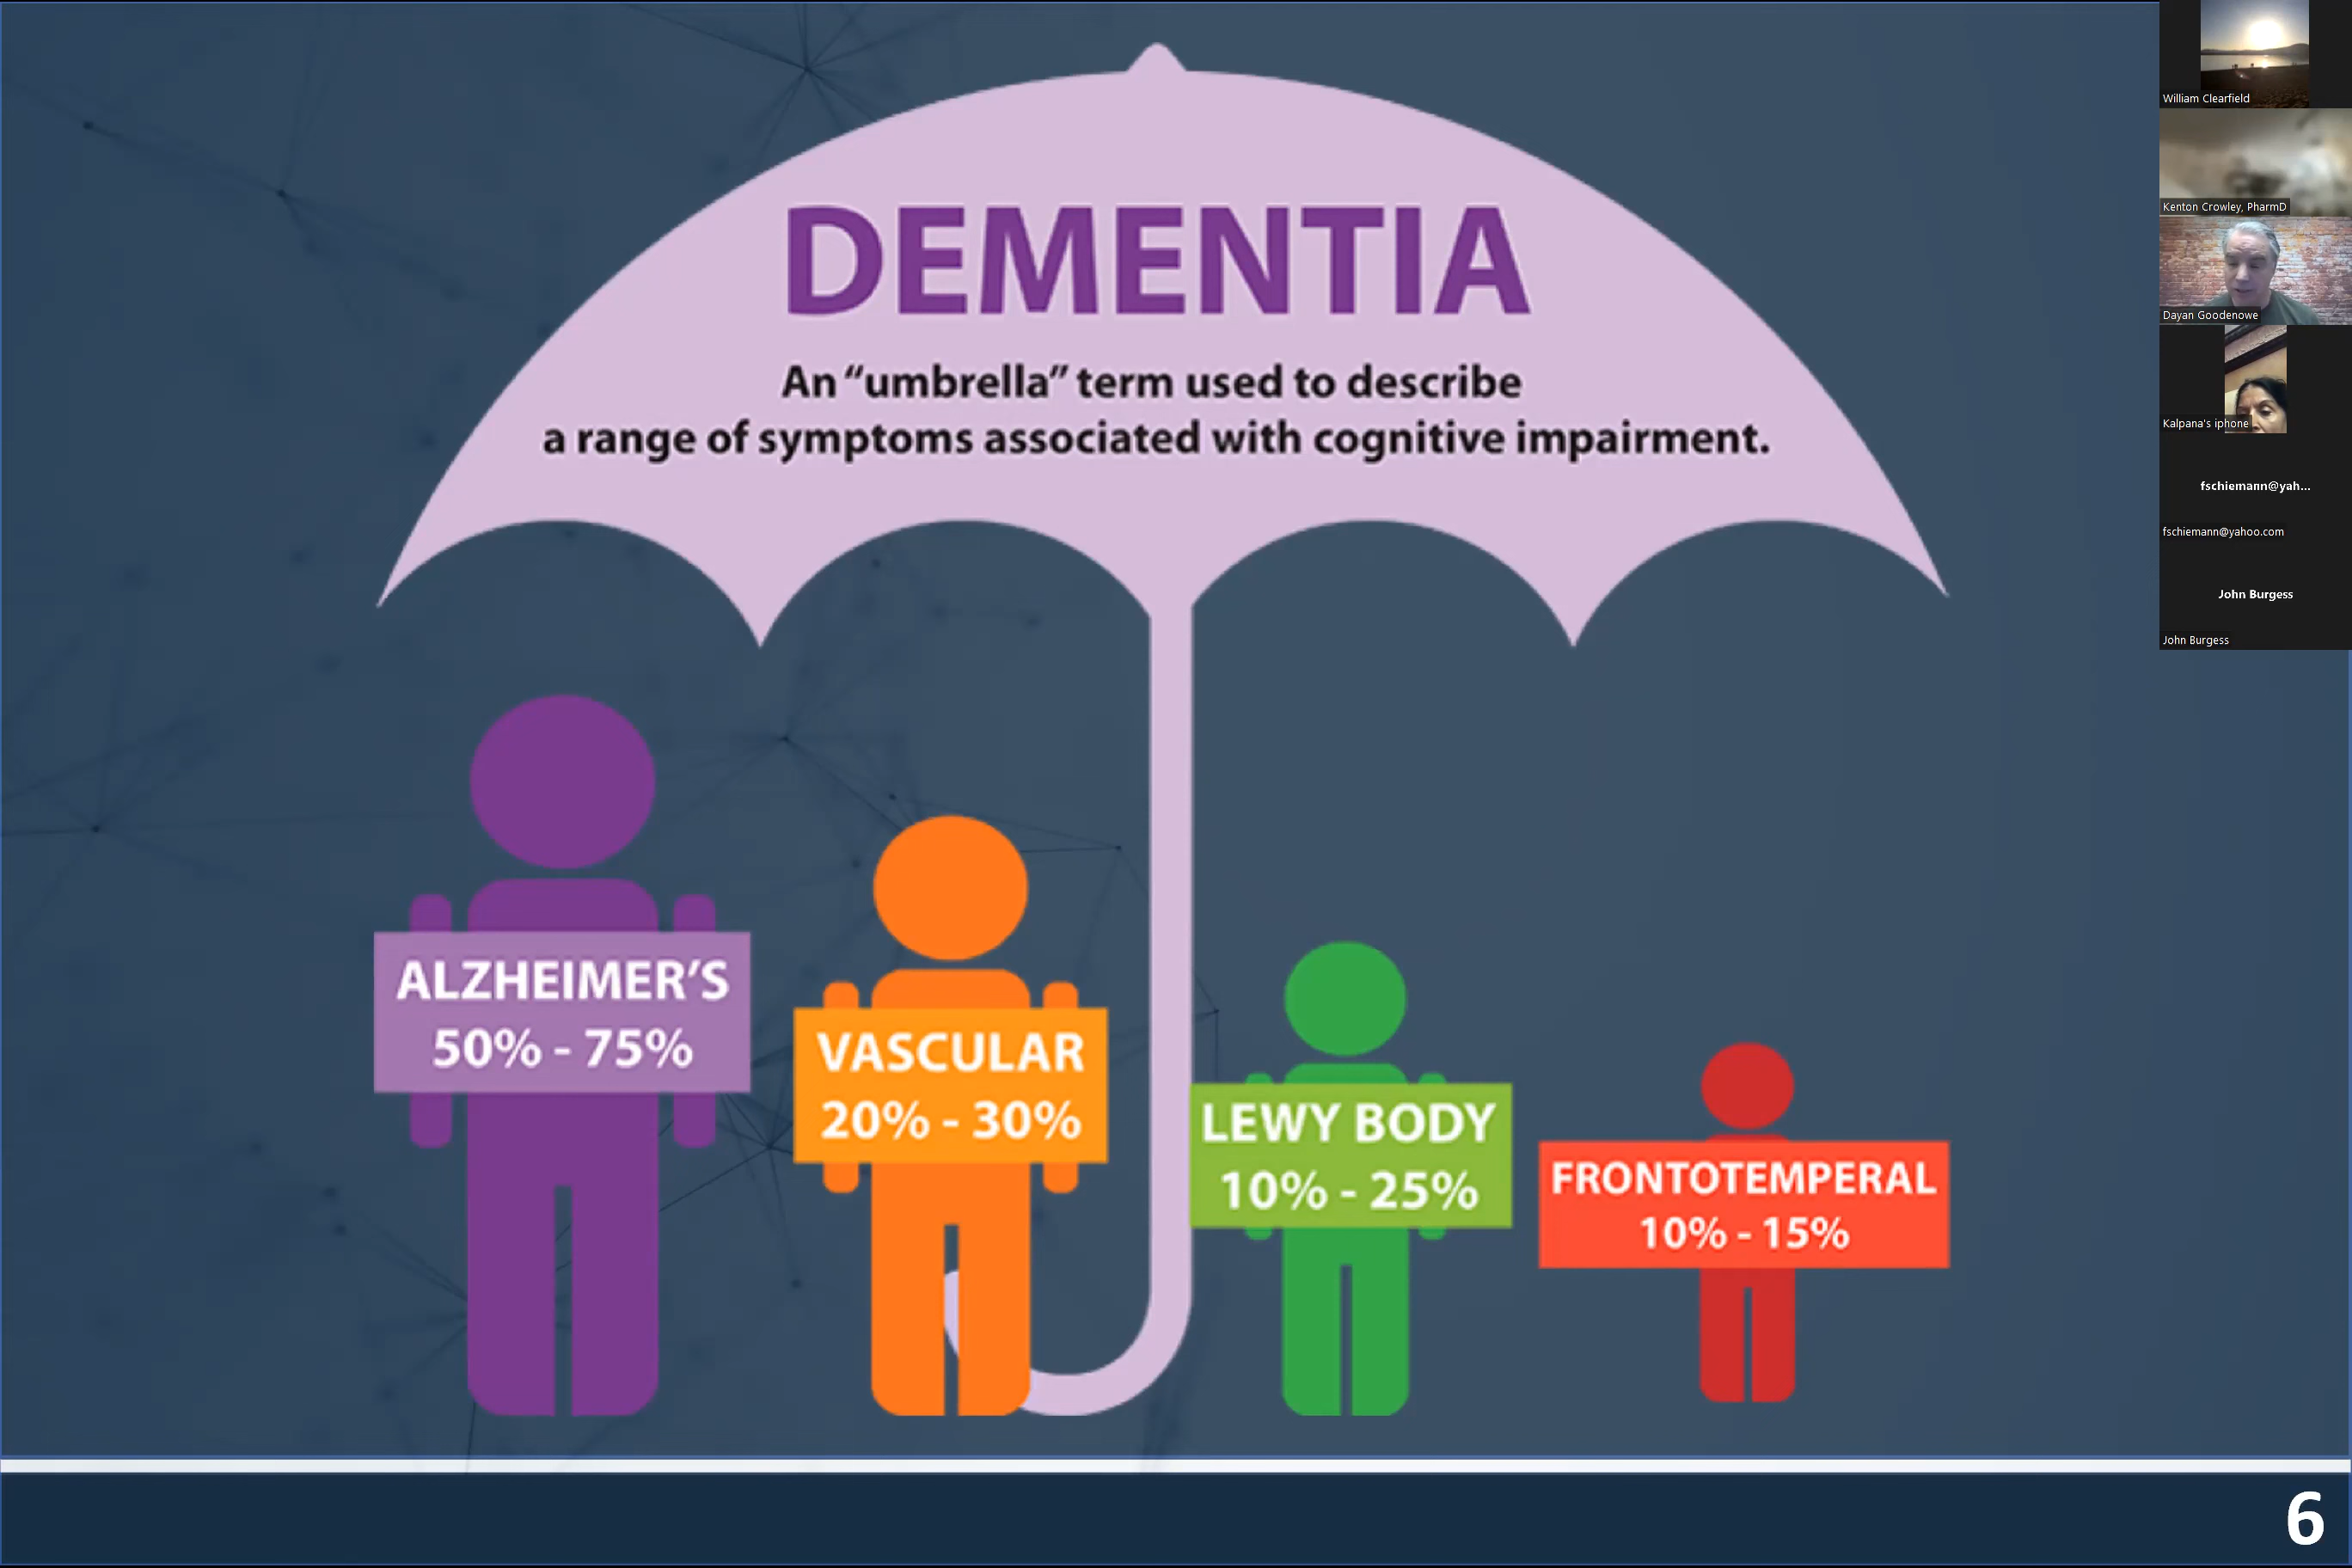 DEMENTIA
An “umbrella” term used to describe
a range of symptoms associated with cognitive impairment.
ALZHEIMER’S
50% - 75%
VASCULAR
20% - 30%
LEWY BODY
10% - 25%
FRONTOTEMPERAL
10% - 15%
6
William Clearfield
Kenton Crowley, PharmD
Dayan Goodenowe
Kalpana's iphone
fschiemann@yah...
fschiemann@yahoo.com
John Burgess
John Burgess